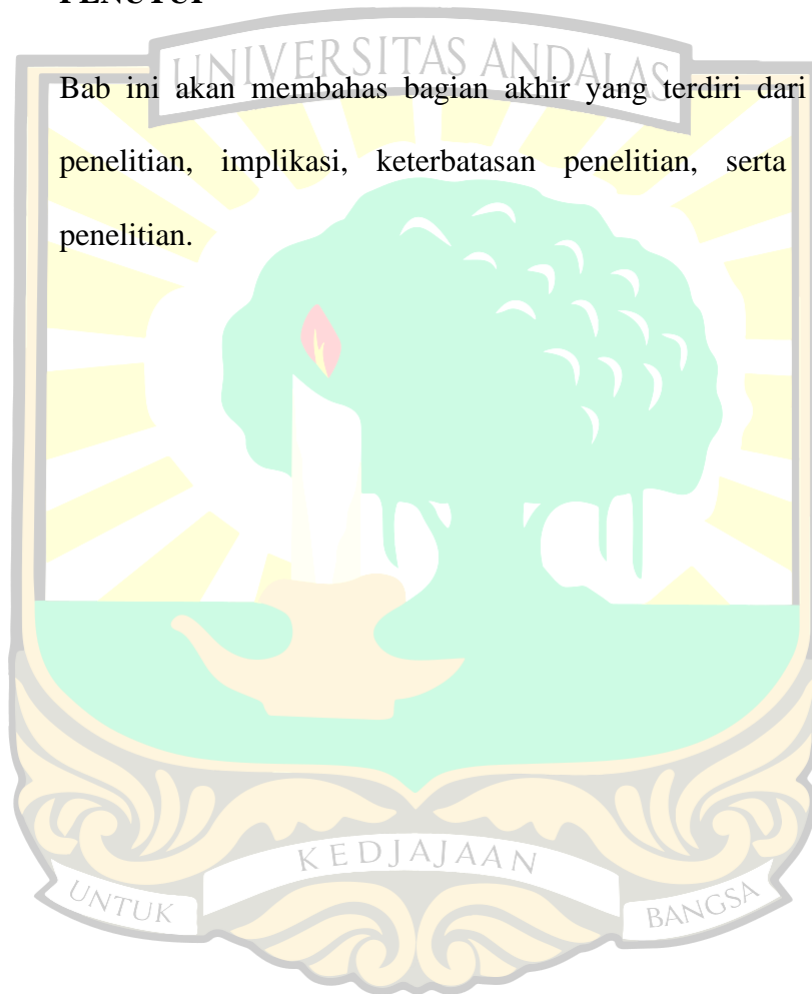 UNIVERSITAS ANDALAS
Bab ini akan membahas bagian akhir yang terdiri dari
penelitian, implikasi, keterbatasan penelitian, serta
penelitian.
UNTUK KEDJAJAAN BANGSA